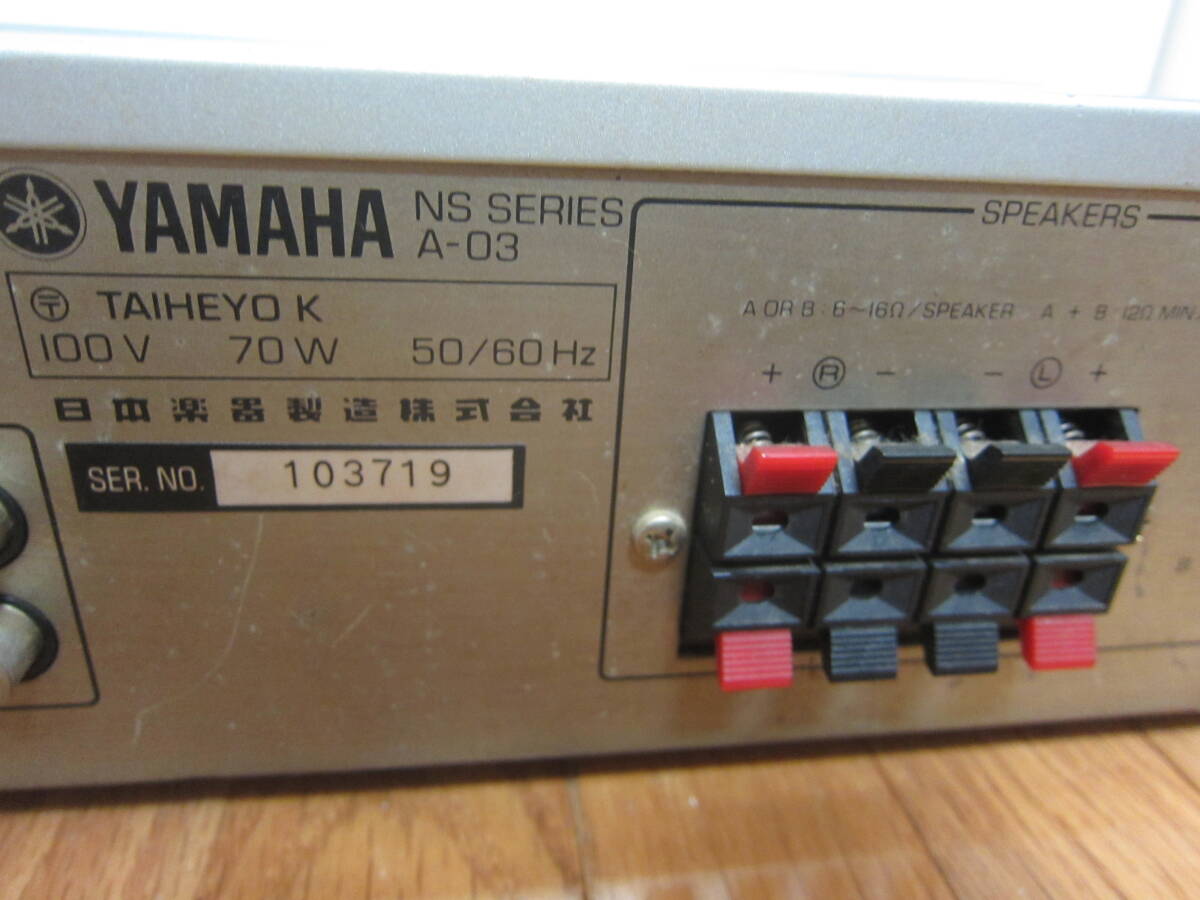 YAMAHA NS SERIES
A-03
〒 TAIHEYO K
100V 70W 50/60Hz
日本楽器製造株式会社
SER. NO. 103719
SPEAKERS
A OR B : 6~16Ω/SPEAKER A + B 12Ω MIN.
+ R - - L +